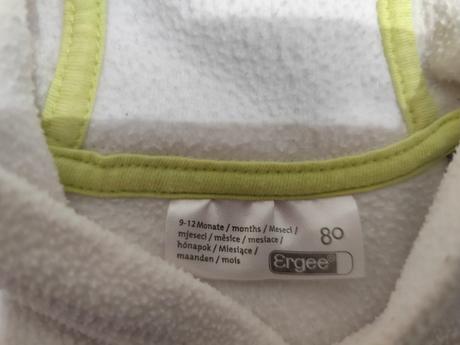 9-12 Monate / months / Meseci /
mjeseci / měsíce / mesiace /
hónapok / Miesiące /
maanden / mois
80
Ergee